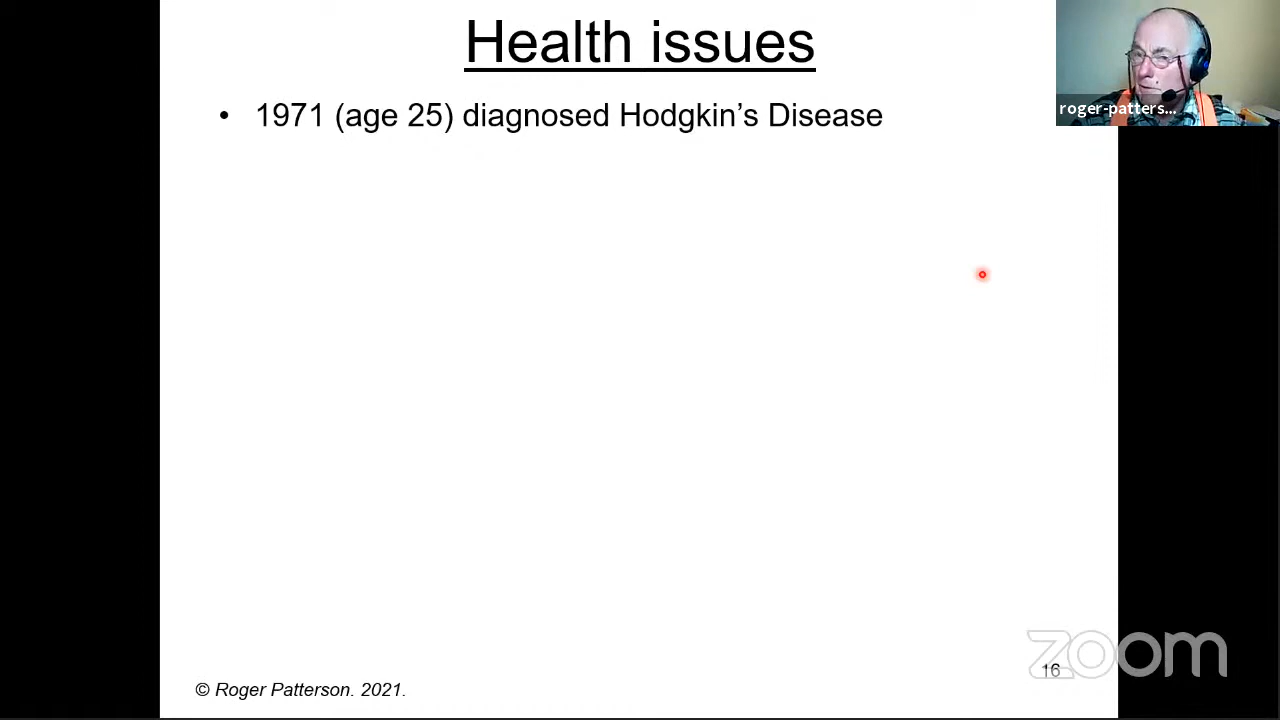 Health issues
• 1971 (age 25) diagnosed Hodgkin’s Disease
roger-patters...
zoom
16
© Roger Patterson. 2021.